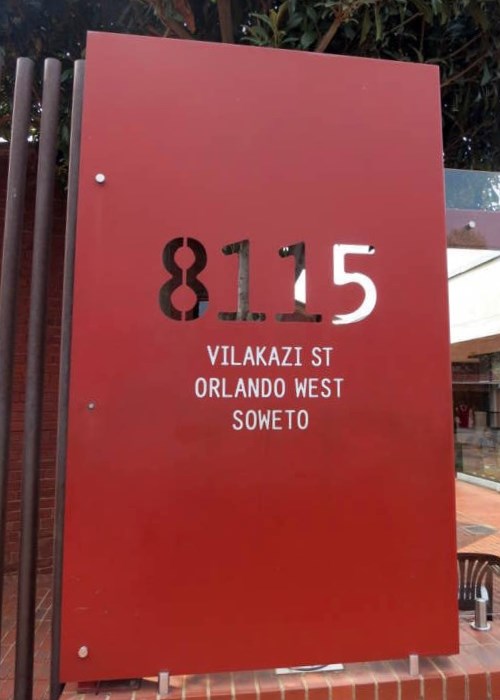 8115
VILAKAZI ST
ORLANDO WEST
SOWETO